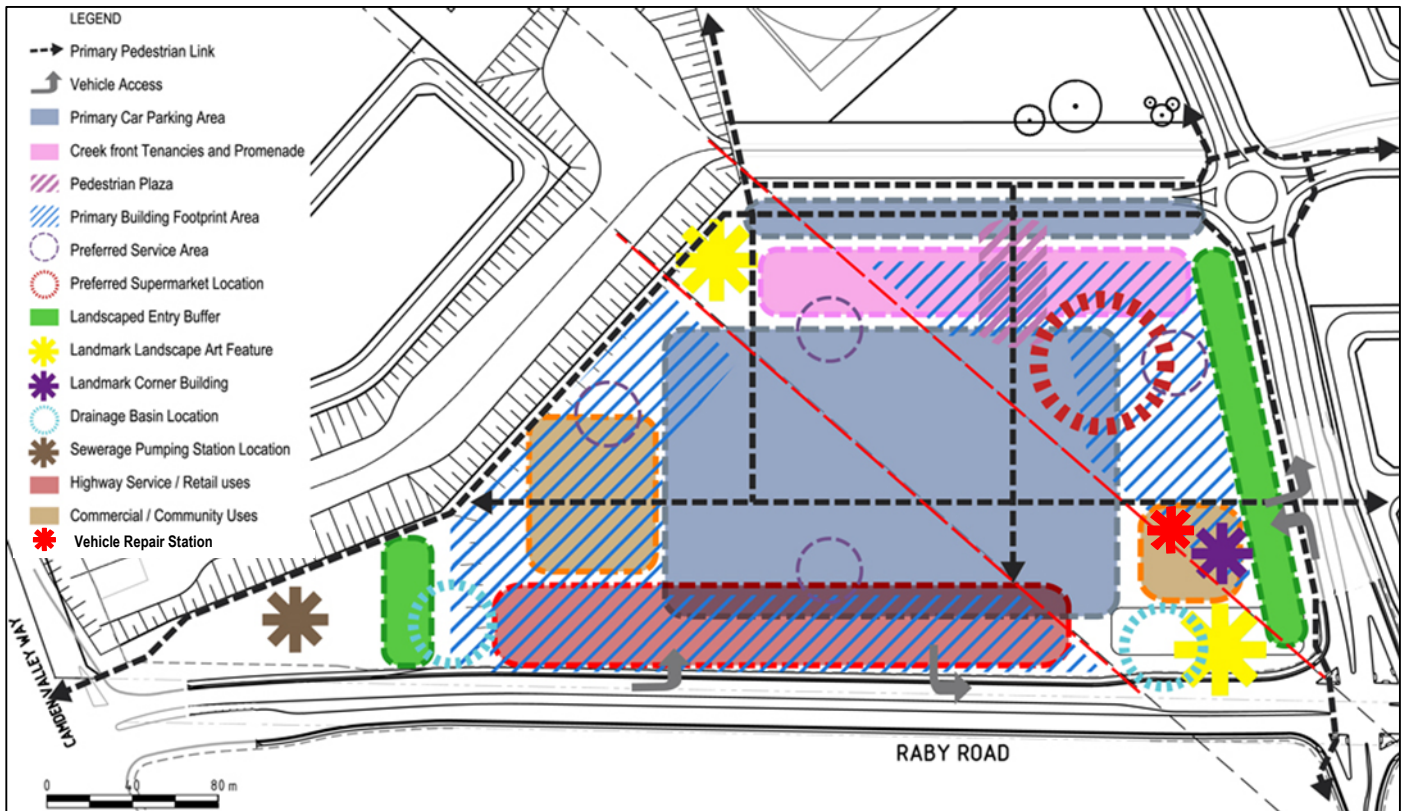 LEGEND
Primary Pedestrian Link
Vehicle Access
Primary Car Parking Area
Creek front Tenancies and Promenade
Pedestrian Plaza
Primary Building Footprint Area
Preferred Service Area
Preferred Supermarket Location
Landscaped Entry Buffer
Landmark Landscape Art Feature
Landmark Corner Building
Drainage Basin Location
Sewerage Pumping Station Location
Highway Service / Retail uses
Commercial / Community Uses
Vehicle Repair Station
CAMDEN VALLEY WAY
RABY ROAD
0 40 80 m